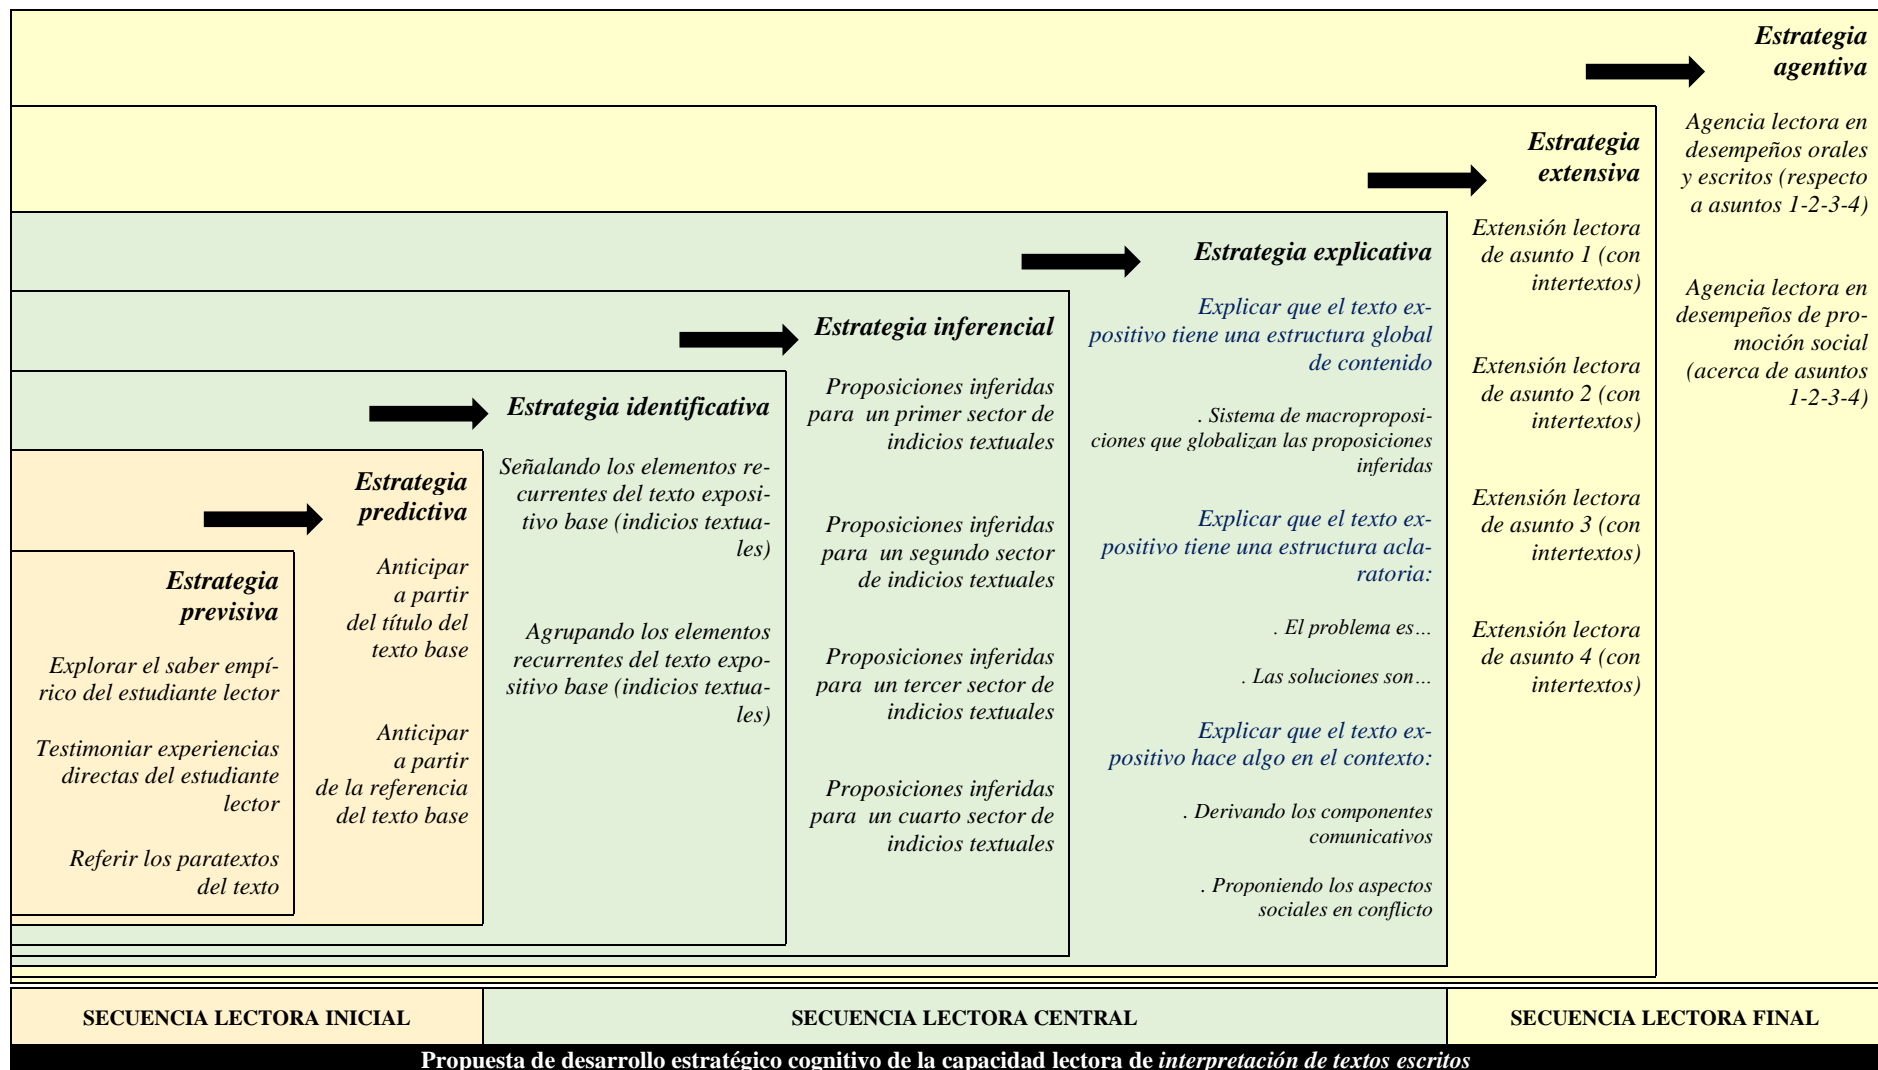 Estrategia
agentiva
Agencia lectora en
desempeños orales
y escritos (respecto
a asuntos 1-2-3-4)
Agencia lectora en
desempeños de pro-
moción social
(acerca de asuntos
1-2-3-4)
Estrategia
extensiva
Extensión lectora
de asunto 1 (con
intertextos)
Extensión lectora
de asunto 2 (con
intertextos)
Extensión lectora
de asunto 3 (con
intertextos)
Extensión lectora
de asunto 4 (con
intertextos)
Estrategia explicativa
Explicar que el texto ex-
positivo tiene una estructura global
de contenido
. Sistema de macroproposi-
ciones que globalizan las proposiciones
inferidas
Explicar que el texto ex-
positivo tiene una estructura acla-
ratoria:
. El problema es…
. Las soluciones son…
Explicar que el texto ex-
positivo hace algo en el contexto:
. Derivando los componentes
comunicativos
. Proponiendo los aspectos
sociales en conflicto
Estrategia inferencial
Proposiciones inferidas
para un primer sector de
indicios textuales
Proposiciones inferidas
para un segundo sector
de indicios textuales
Proposiciones inferidas
para un tercer sector de
indicios textuales
Proposiciones inferidas
para un cuarto sector de
indicios textuales
Estrategia identificativa
Señalando los elementos re-
currentes del texto exposi-
tivo base (indicios textua-
les)
Agrupando los elementos
recurrentes del texto expo-
sitivo base (indicios textua-
les)
Estrategia
predictiva
Anticipar
a partir
del título del
texto base
Anticipar
a partir
de la referencia
del texto base
Estrategia
previsiva
Explorar el saber empí-
rico del estudiante lector
Testimoniar experiencias
directas del estudiante
lector
Referir los paratextos
del texto
SECUENCIA LECTORA INICIAL
SECUENCIA LECTORA CENTRAL
SECUENCIA LECTORA FINAL
Propuesta de desarrollo estratégico cognitivo de la capacidad lectora de interpretación de textos escritos